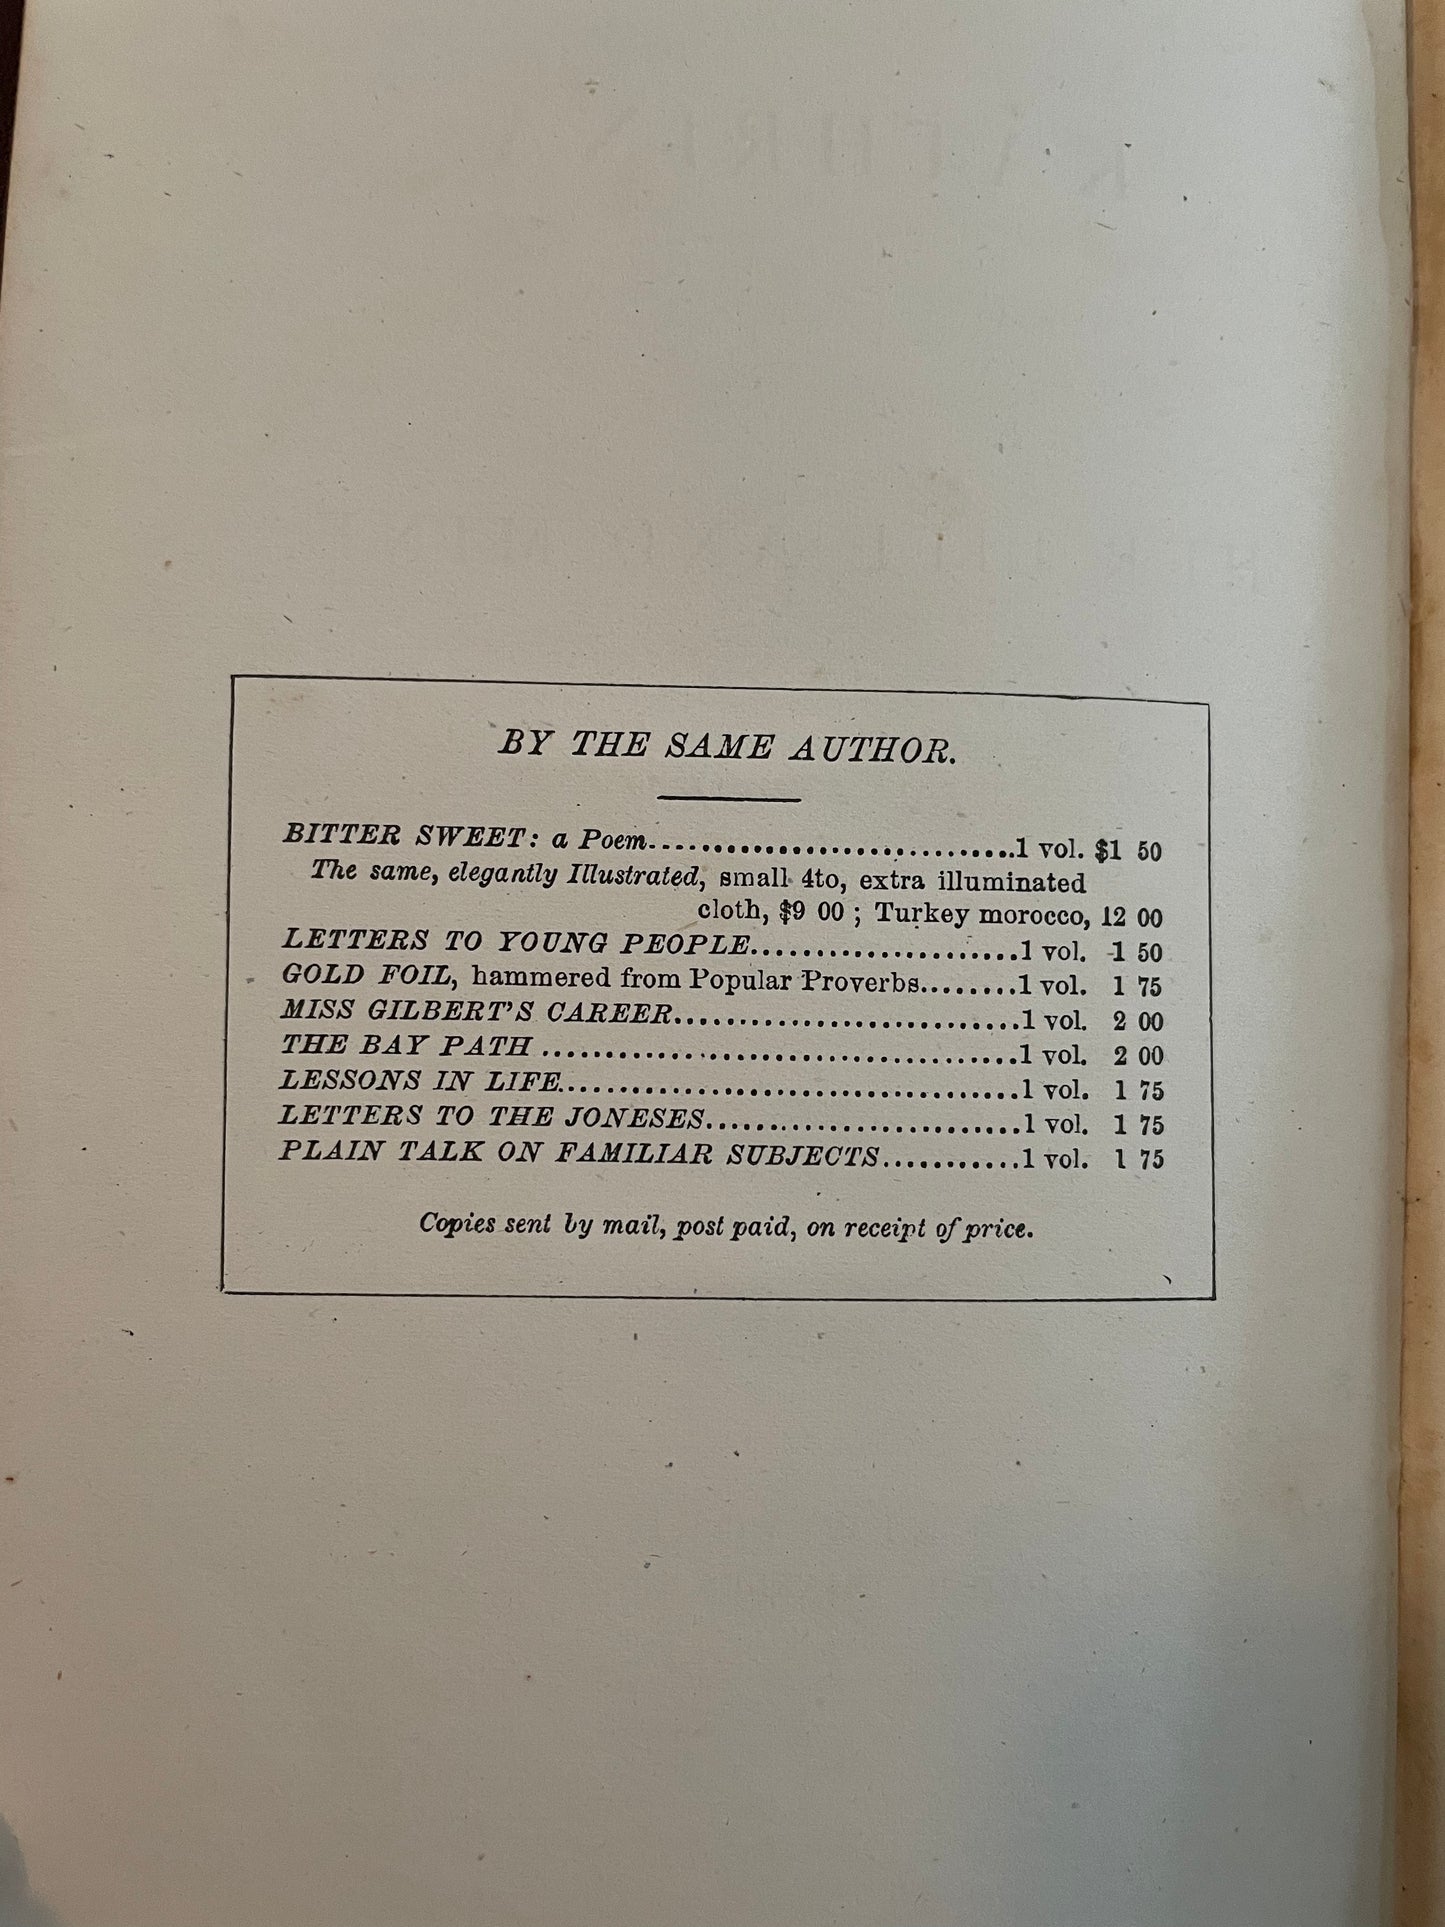 BY THE SAME AUTHOR.
BITTER SWEET: a Poem..............................1 vol. $1 50
The same, elegantly Illustrated, small 4to, extra illuminated
cloth, $9 00 ; Turkey morocco, 12 00
LETTERS TO YOUNG PEOPLE.....................1 vol. 1 50
GOLD FOIL, hammered from Popular Proverbs........1 vol. 1 75
MISS GILBERT'S CAREER...........................1 vol. 2 00
THE BAY PATH .....................................1 vol. 2 00
LESSONS IN LIFE....................................1 vol. 1 75
LETTERS TO THE JONESES.........................1 vol. 1 75
PLAIN TALK ON FAMILIAR SUBJECTS...........1 vol. 1 75
Copies sent by mail, post paid, on receipt of price.